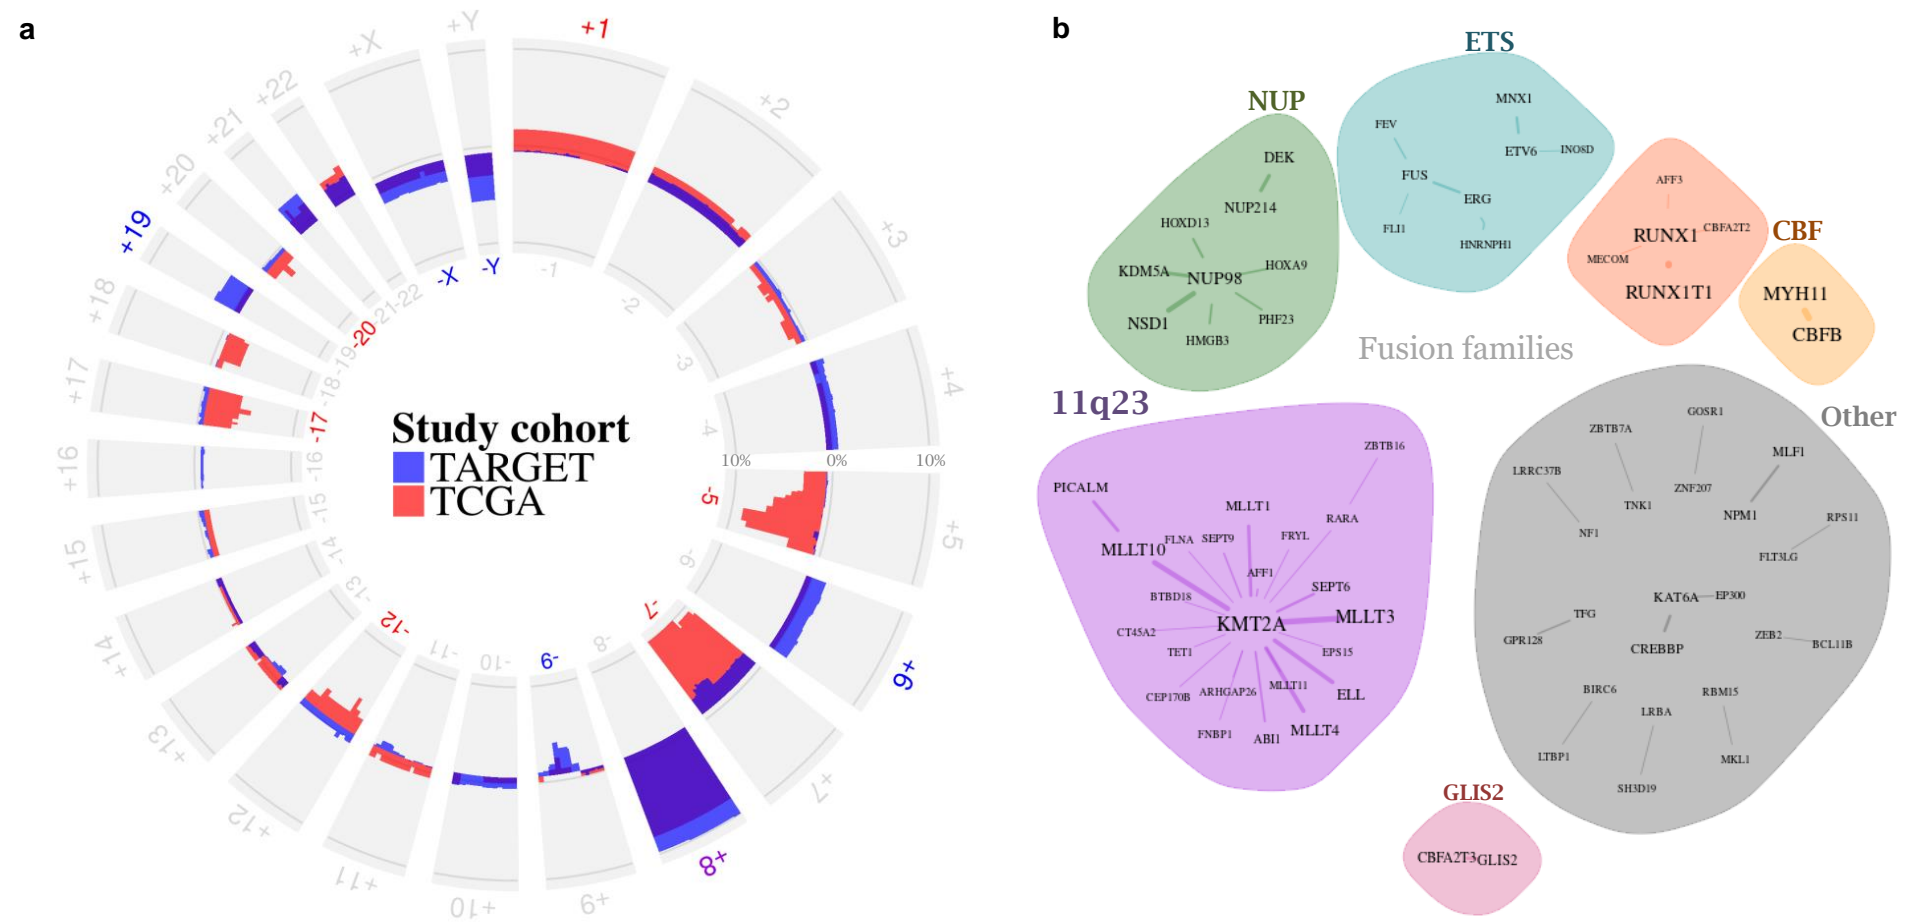 a
+1
+2
+3
+4
+5
+6
+7
+8
+9
+10
+11
+12
+13
+14
+15
+16
+17
+18
+19
+20
+21
+22
+X
+Y
-1
-2
-3
-4
-5
-6
-7
-8
-9
-10
-11
-12
-13
-14
-15
-16
-17
-18
-19
-20
21
-22
-X
-Y
10%
0%
10%
Study cohort
TARGET
TCGA
b
NUP
DEK
NUP214
HOXD13
KDM5A
HOXA9
NUP98
NSD1
PHF23
HMGB3
ETS
MNX1
FEV
ETV6
INO8D
FUS
ERG
FLI1
HNRNPH1
AFF3
RUNX1
CBFA2T2
MECOM
RUNX1T1
CBF
MYH11
CBFB
Fusion families
11q23
ZBTB16
PICALM
MLLT1
RARA
MLLT10
FLNA
SEPT9
FRYL
AFF1
SEPT6
BTBD18
MLLT3
KMT2A
CT45A2
TET1
EPS15
CEP170B
ARHGAP26
MLLT11
ELL
FNBP1
ABI1
MLLT4
Other
GOSR1
ZBTB7A
MLF1
LRRC37B
ZNF207
TNK1
NPM1
RPS11
NF1
FLT3LG
KAT6A
EP300
TFG
GPR128
ZEB2
BCL11B
CREBBP
BIRC6
RBM15
LRBA
LTBP1
MKL1
SH3D19
GLIS2
CBFA2T3
GLIS2